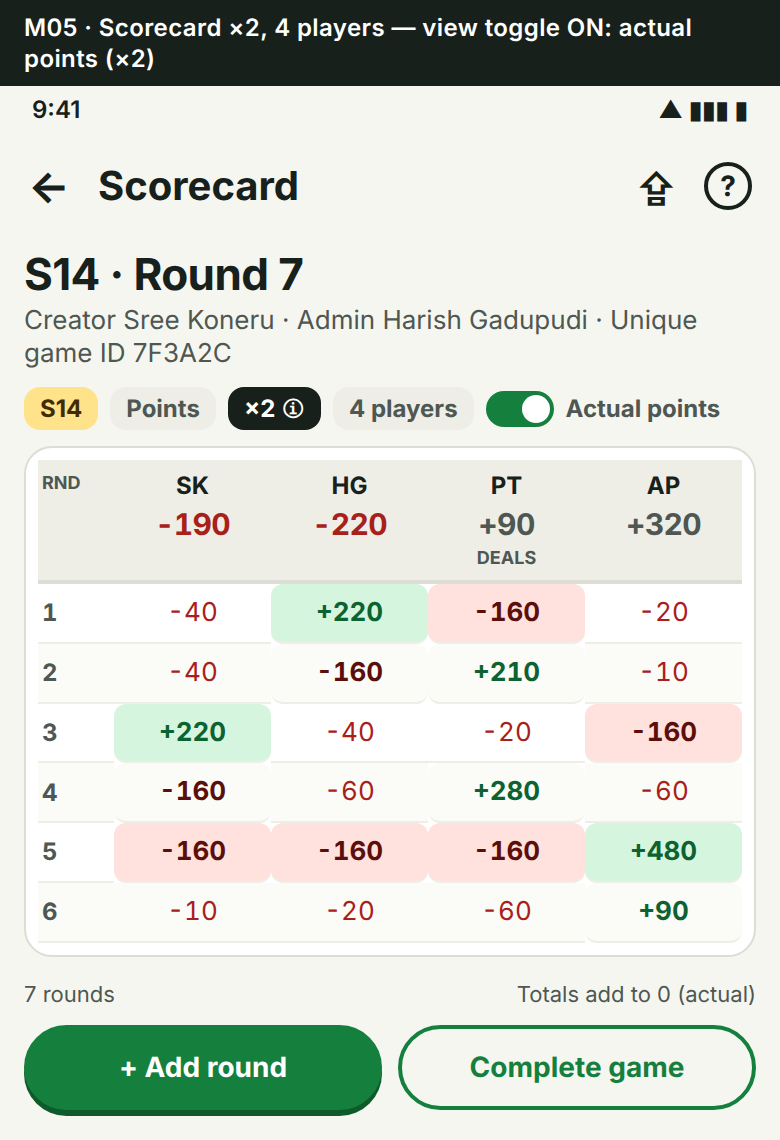 M05 · Scorecard ×2, 4 players — view toggle ON: actual
points (×2)
9:41
← Scorecard ?
S14 · Round 7
Creator Sree Koneru · Admin Harish Gadupudi · Unique
game ID 7F3A2C
S14 Points ×2 ⓘ 4 players Actual points
RND SK HG PT AP
-190 -220 +90 +320
DEALS
1 -40 +220 -160 -20
2 -40 -160 +210 -10
3 +220 -40 -20 -160
4 -160 -60 +280 -60
5 -160 -160 -160 +480
6 -10 -20 -60 +90
7 rounds Totals add to 0 (actual)
+ Add round Complete game